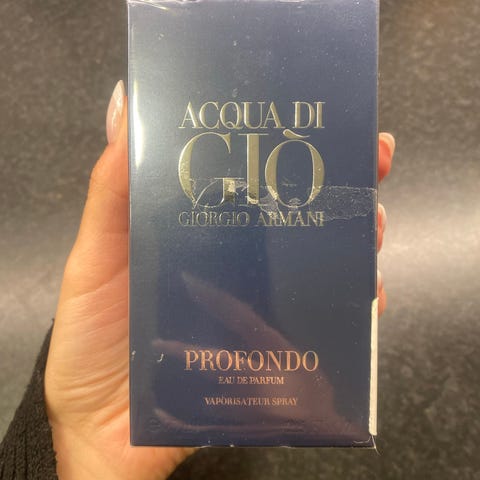 ACQUA DI
GIÒ
GIORGIO ARMANI
PROFONDO
EAU DE PARFUM
VAPORISATEUR SPRAY